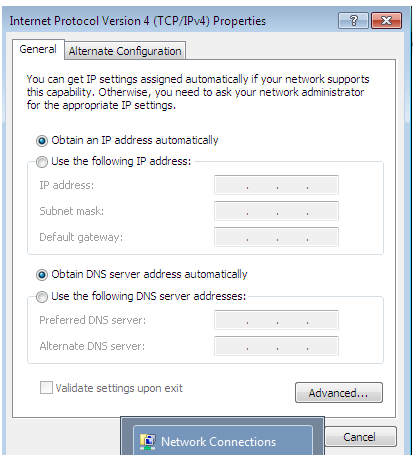 Internet Protocol Version 4 (TCP/IPv4) Properties
General
Alternate Configuration
You can get IP settings assigned automatically if your network supports
this capability. Otherwise, you need to ask your network administrator
for the appropriate IP settings.
Obtain an IP address automatically
Use the following IP address:
IP address:
Subnet mask:
Default gateway:
Obtain DNS server address automatically
Use the following DNS server addresses:
Preferred DNS server:
Alternate DNS server:
Validate settings upon exit
Advanced...
Network Connections
Cancel